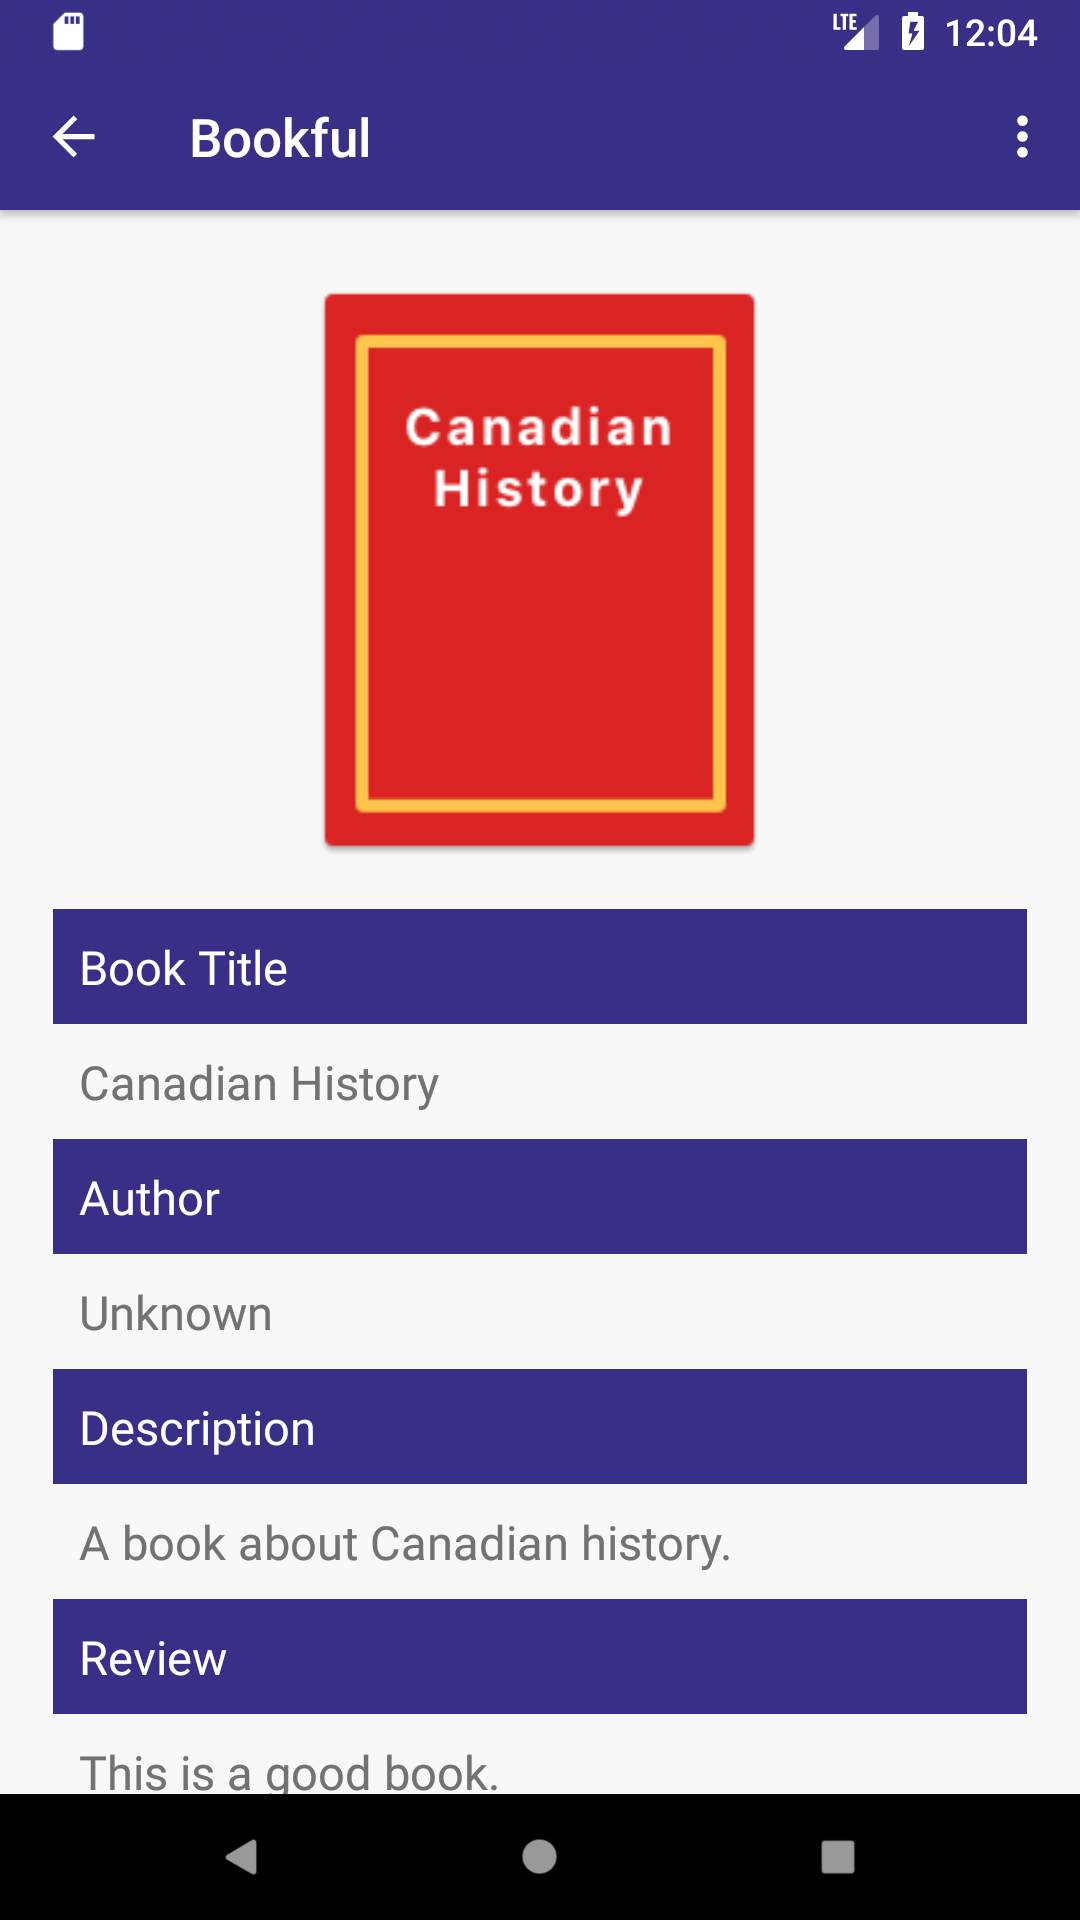 LTE 12:04
Bookful
Canadian
History
Book Title
Canadian History
Author
Unknown
Description
A book about Canadian history.
Review
This is a good book.